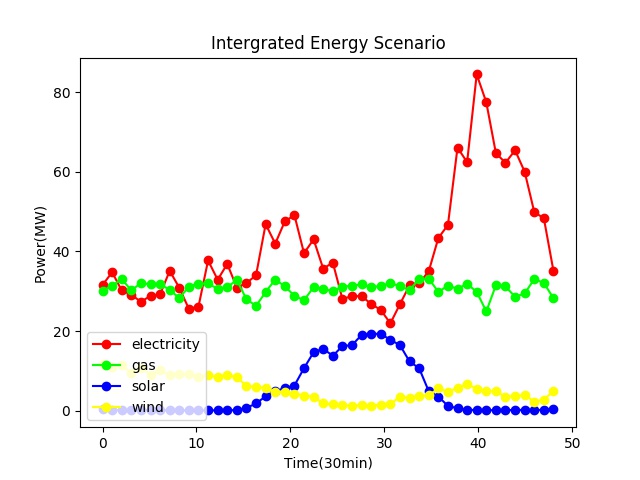 Intergrated Energy Scenario
Power(MW)
80
60
40
20
0
electricity
gas
solar
wind
0 10 20 30 40 50
Time(30min)